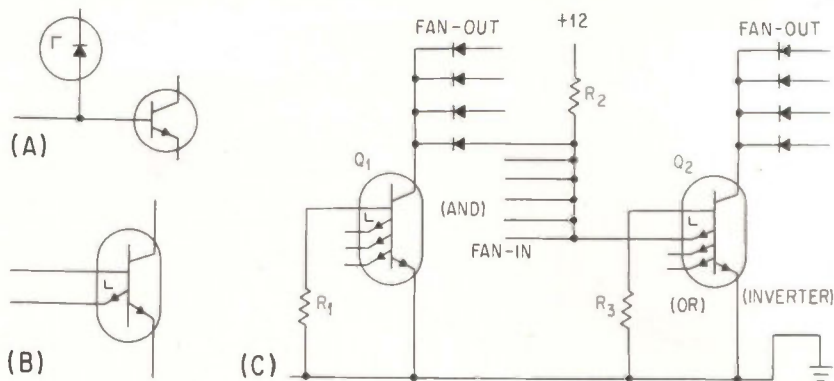 FAN-OUT
+12
FAN-OUT
R2
(A)
Q1
Q2
L
(AND)
L
FAN-IN
R1
R3
(OR)
(INVERTER)
L
(B)
(C)